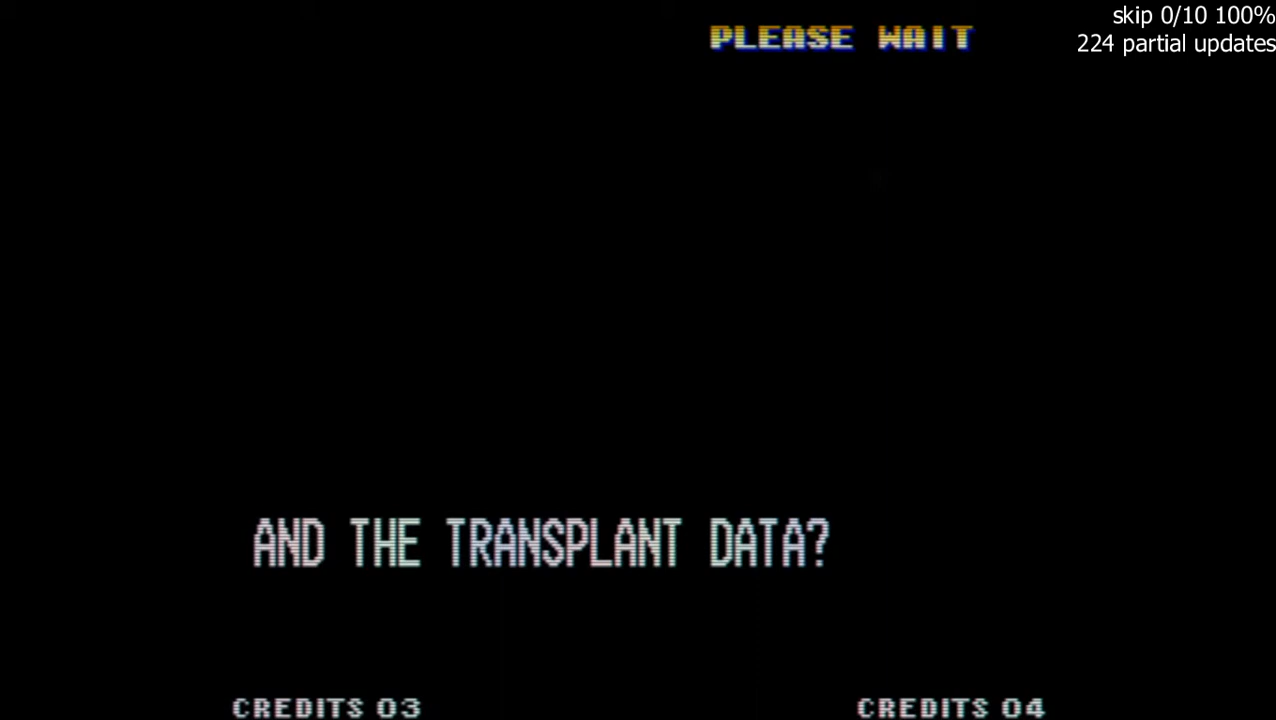 skip 0/10 100%
PLEASE WAIT
224 partial updates
AND THE TRANSPLANT DATA?
CREDITS 03
CREDITS 04